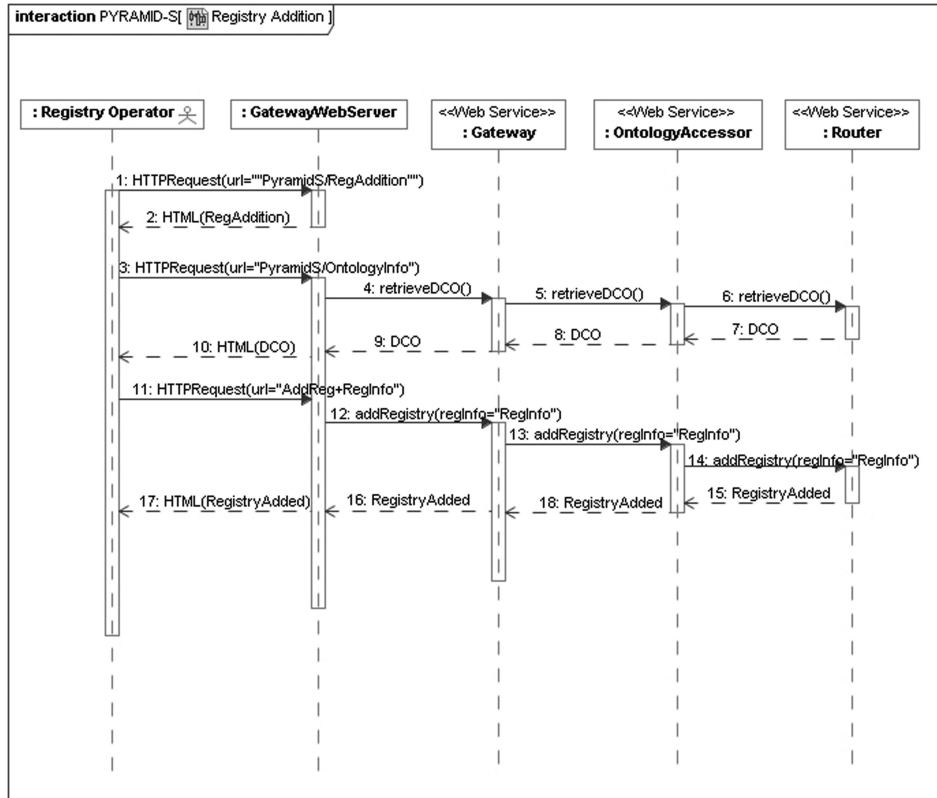 interaction PYRAMID-S[ Registry Addition ]
: Registry Operator
: GatewayWebServer
<<Web Service>>
: Gateway
<<Web Service>>
: OntologyAccessor
<<Web Service>>
: Router
1: HTTPRequest(url=""PyramidS/RegAddition"")
2: HTML(RegAddition)
3: HTTPRequest(url="PyramidS/OntologyInfo")
4: retrieveDCO()
5: retrieveDCO()
6: retrieveDCO()
7: DCO
8: DCO
9: DCO
10: HTML(DCO)
11: HTTPRequest(url="AddReg+RegInfo")
12: addRegistry(regInfo="RegInfo")
13: addRegistry(regInfo="RegInfo")
14: addRegistry(regInfo="RegInfo")
15: RegistryAdded
16: RegistryAdded
17: HTML(RegistryAdded)
18: RegistryAdded